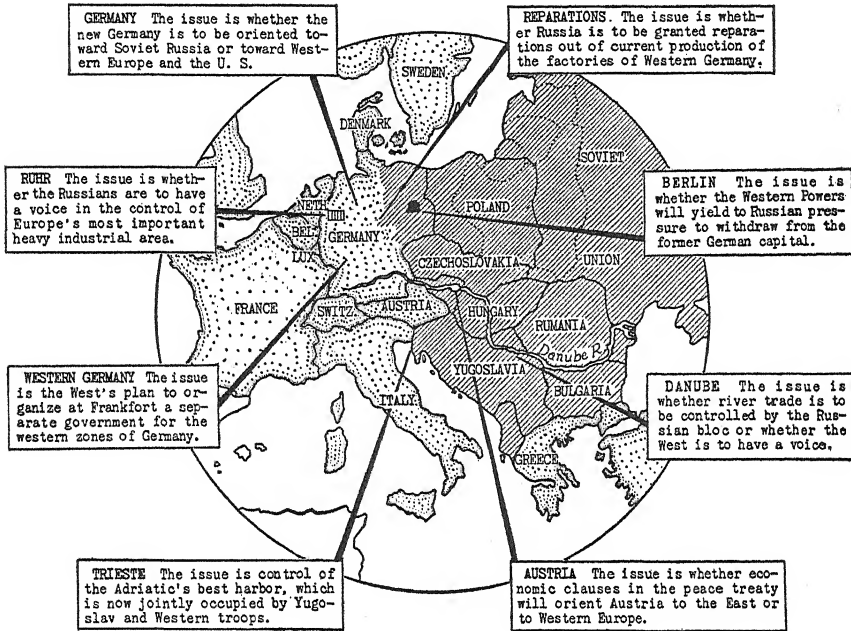 GERMANY The issue is whether the
new Germany is to be oriented to-
ward Soviet Russia or toward West-
ern Europe and the U. S.
REPARATIONS. The issue is wheth-
er Russia is to be granted repara-
tions out of current production of
the factories of Western Germany.
SWEDEN
DENMARK
SOVIET
RUHR The issue is wheth-
er the Russians are to have
a voice in the control of
Europe's most important
heavy industrial area.
BERLIN The issue is
whether the Western Powers
will yield to Russian pres-
sure to withdraw from the
former German capital.
NETH.
POLAND
BEL.
GERMANY
LUX
CZECHOSLOVAKIA
UNION
FRANCE
SWITZ.
AUSTRIA
HUNGARY
RUMANIA
Danube R.
YUGOSLAVIA
BULGARIA
WESTERN GERMANY The issue
is the West's plan to or-
ganize at Frankfort a sep-
arate government for the
western zones of Germany.
DANUBE The issue is
whether river trade is to
be controlled by the Rus-
sian bloc or whether the
West is to have a voice.
ITALY
GREECE
TRIESTE The issue is control of
the Adriatic's best harbor, which
is now jointly occupied by Yugo-
slav and Western troops.
AUSTRIA The issue is whether eco-
nomic clauses in the peace treaty
will orient Austria to the East or
to Western Europe.